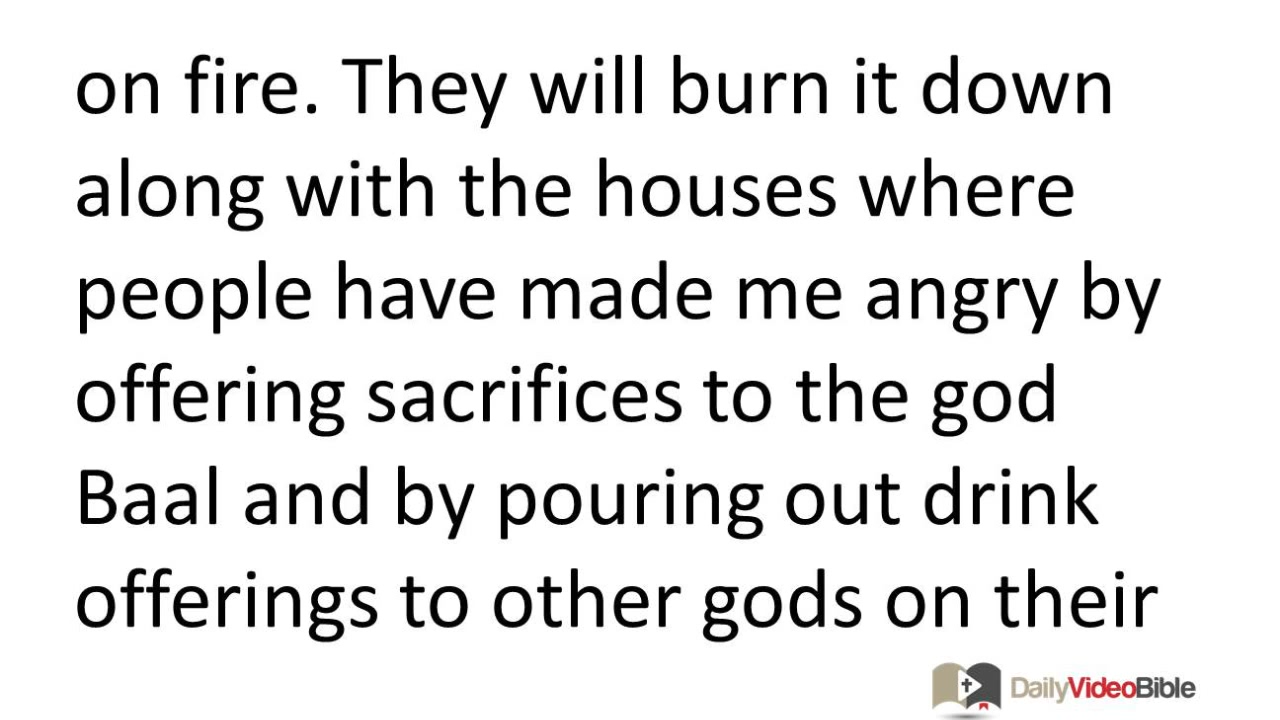 on fire. They will burn it down
along with the houses where
people have made me angry by
offering sacrifices to the god
Baal and by pouring out drink
offerings to other gods on their
DailyVideoBible